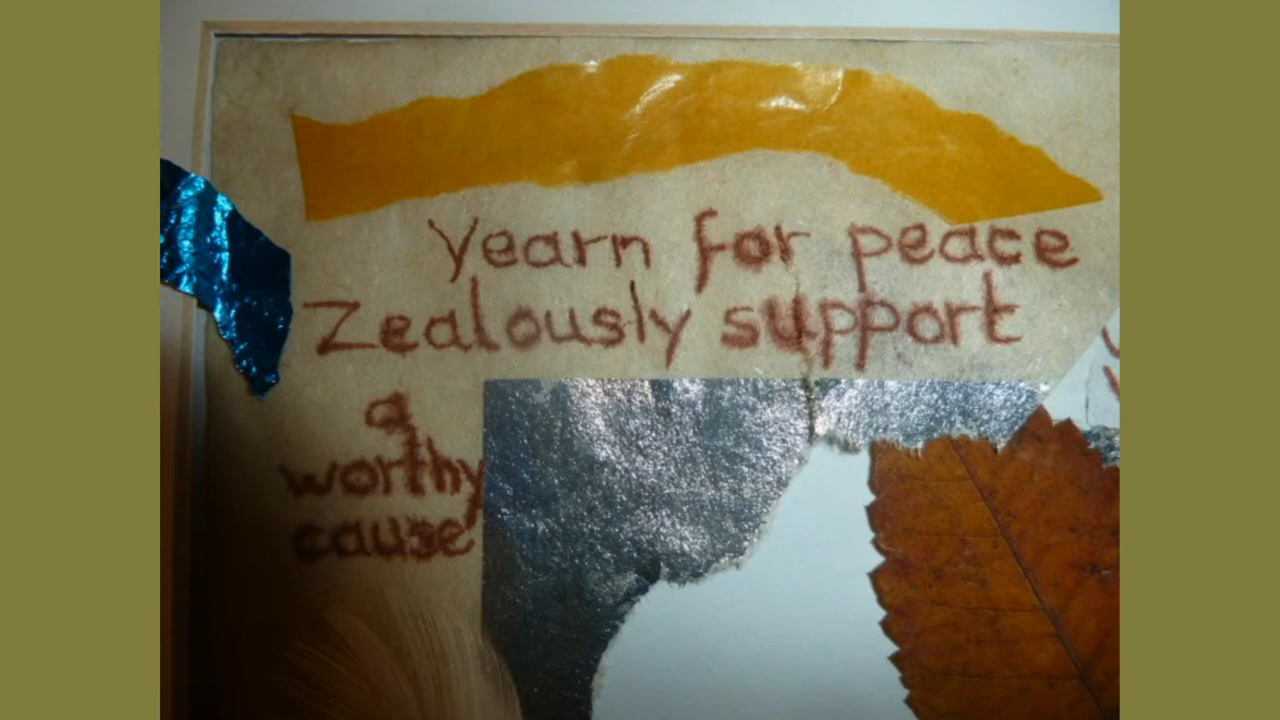 Yearn for peace
Zealously support
a
worthy
cause